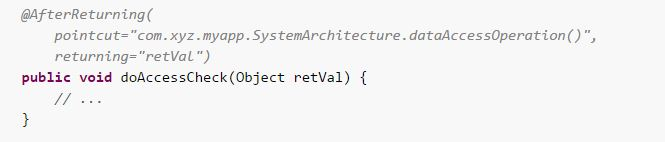 @AfterReturning(
    pointcut="com.xyz.myapp.SystemArchitecture.dataAccessOperation()",
    returning="retVal")
public void doAccessCheck(Object retVal) {
    // ...
}